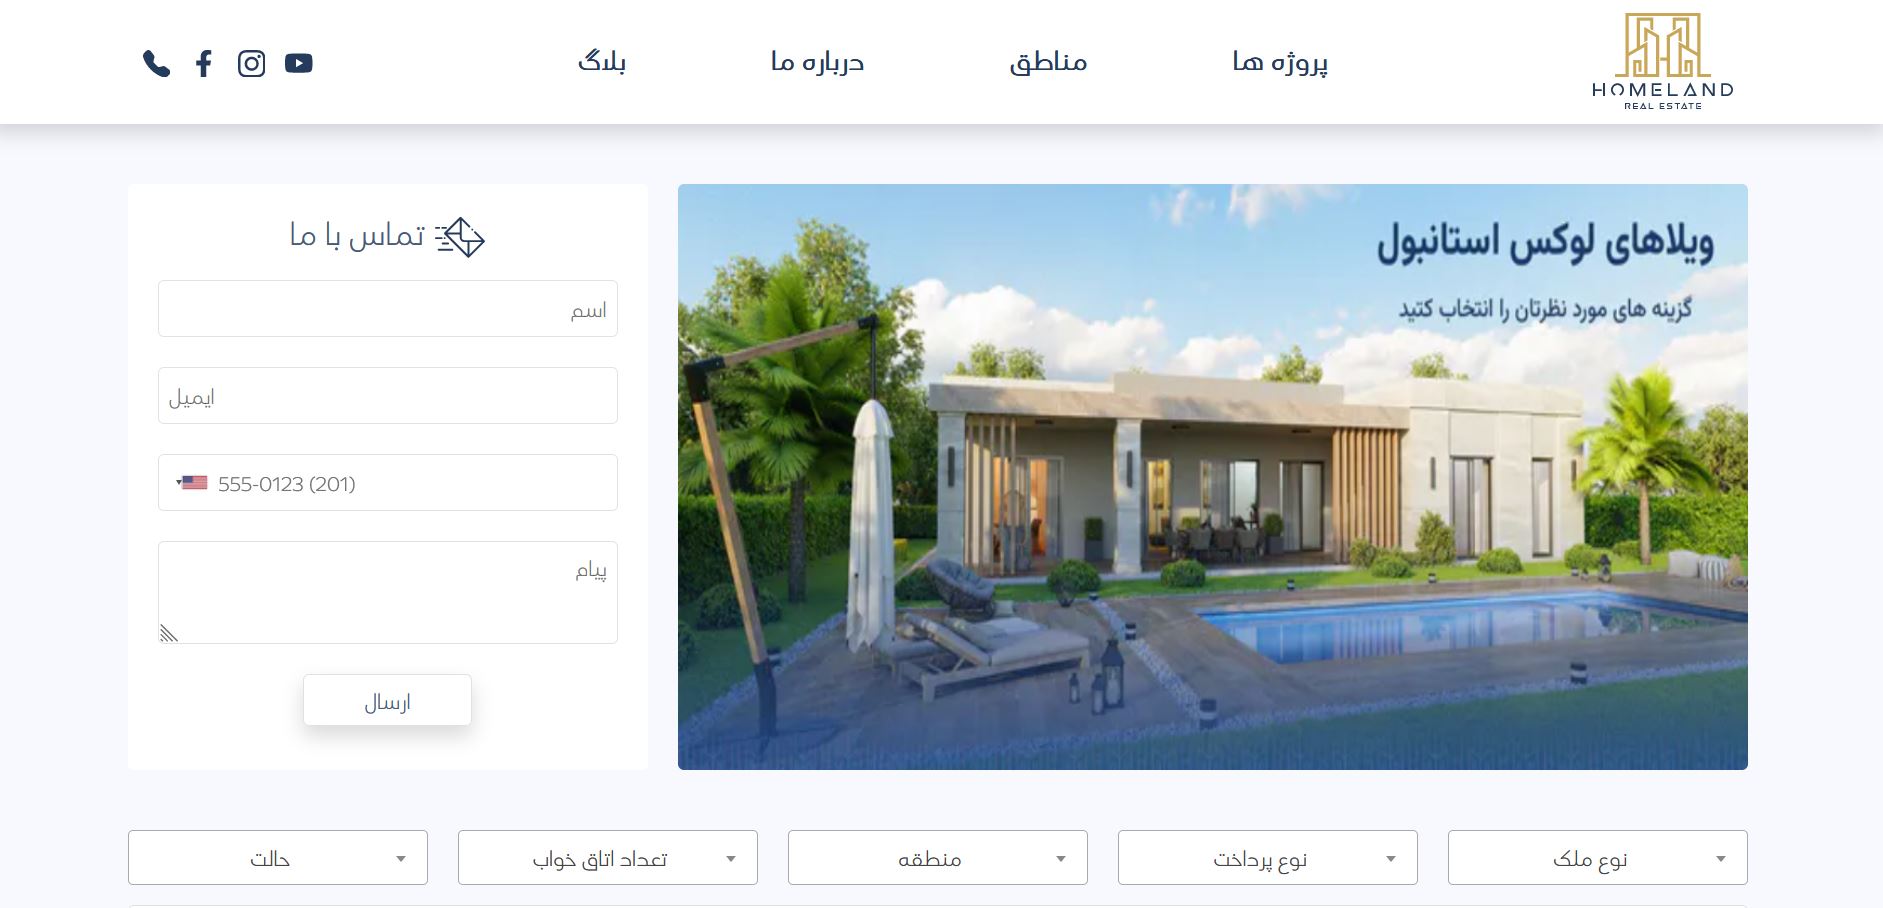 HOMELAND
REAL ESTATE
پروژه ها
مناطق
درباره ما
بلاگ
ویلاهای لوکس استانبول
گزینه های مورد نظرتان را انتخاب کتید
تماس با ما
اسم
ایمیل
(201) 555-0123
پیام
ارسال
نوع ملک
نوع پرداخت
منطقه
تعداد اتاق خواب
حالت